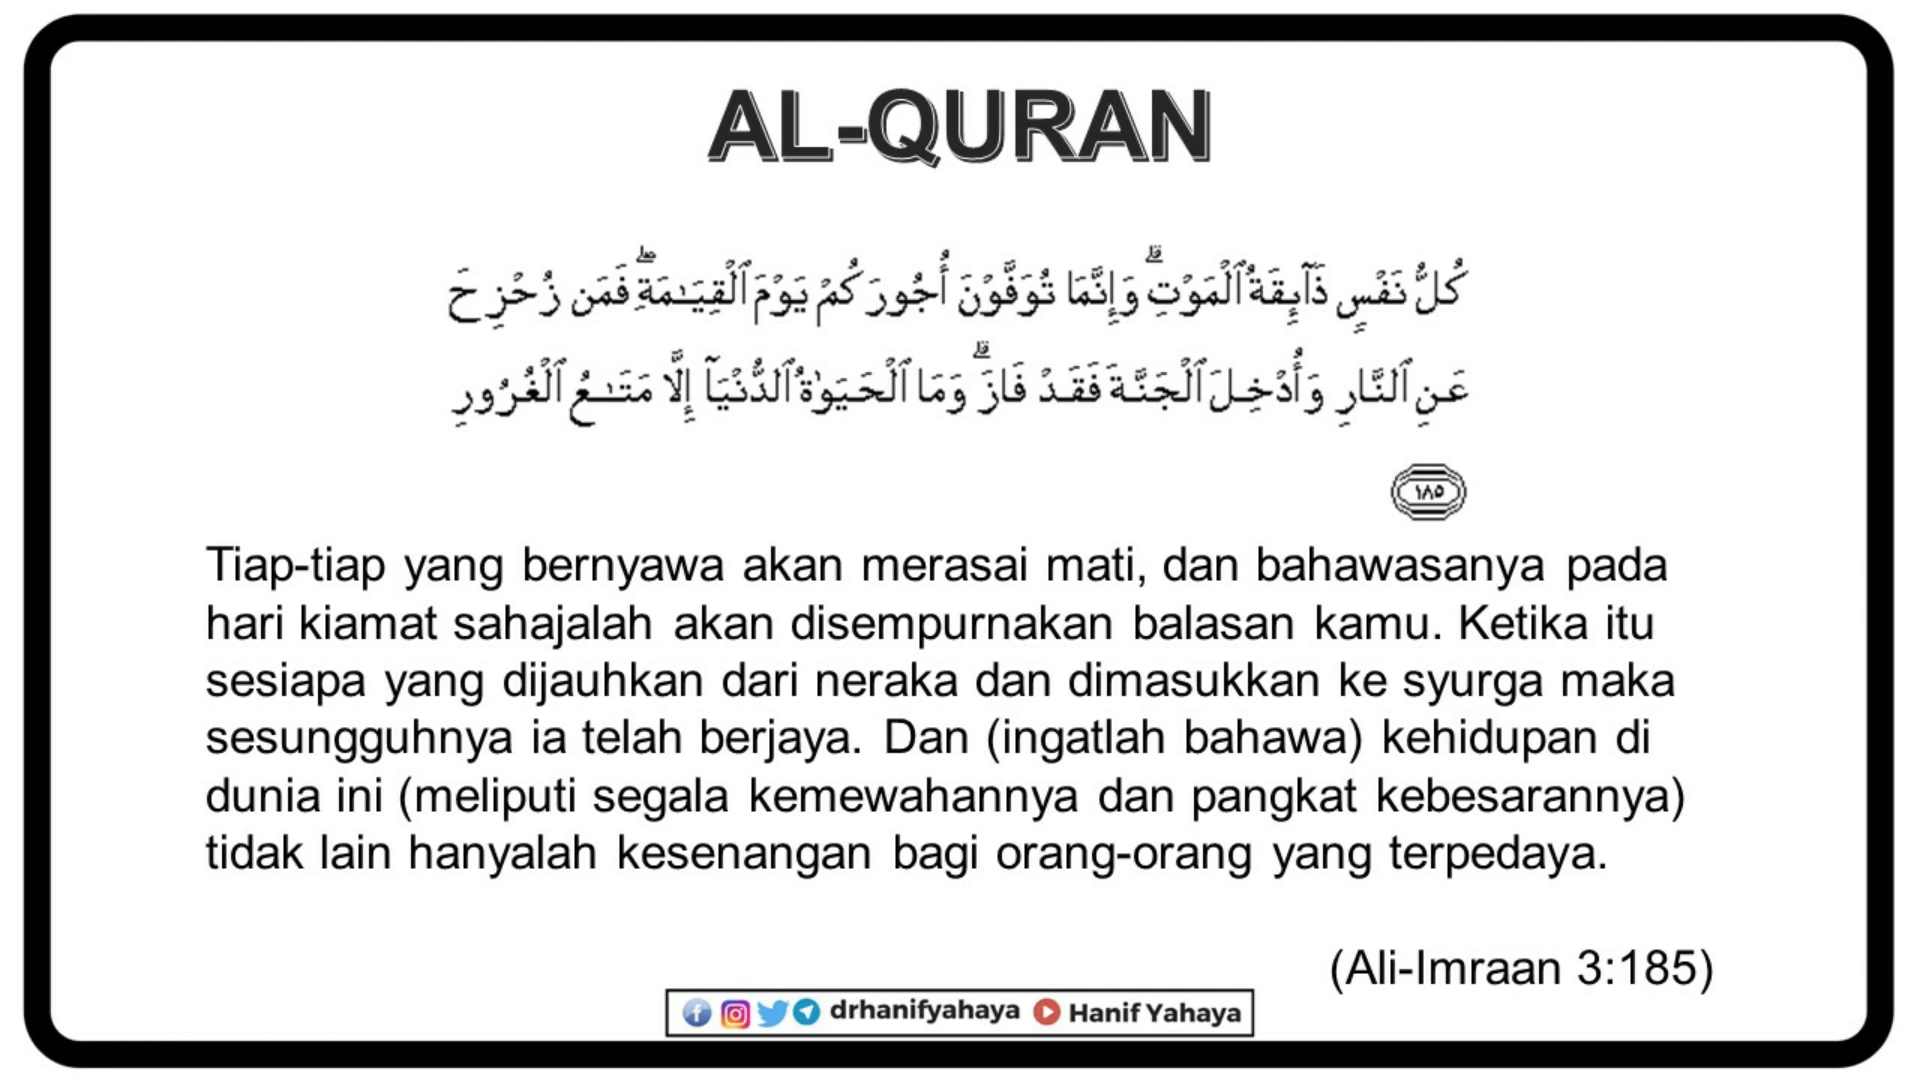 AL-QURAN
كُلُّ نَفْسٍ ذَآئِقَةُ ٱلْمَوْتِ ۗ وَإِنَّمَا تُوَفَّوْنَ أُجُورَكُمْ يَوْمَ ٱلْقِيَـٰمَةِ ۖ فَمَن زُحْزِحَ
عَنِ ٱلنَّارِ وَأُدْخِلَ ٱلْجَنَّةَ فَقَدْ فَازَ ۗ وَمَا ٱلْحَيَوٰةُ ٱلدُّنْيَآ إِلَّا مَتَـٰعُ ٱلْغُرُورِ
١٨٥
Tiap-tiap yang bernyawa akan merasai mati, dan bahawasanya pada
hari kiamat sahajalah akan disempurnakan balasan kamu. Ketika itu
sesiapa yang dijauhkan dari neraka dan dimasukkan ke syurga maka
sesungguhnya ia telah berjaya. Dan (ingatlah bahawa) kehidupan di
dunia ini (meliputi segala kemewahannya dan pangkat kebesarannya)
tidak lain hanyalah kesenangan bagi orang-orang yang terpedaya.
(Ali-Imraan 3:185)
drhanifyahaya Hanif Yahaya